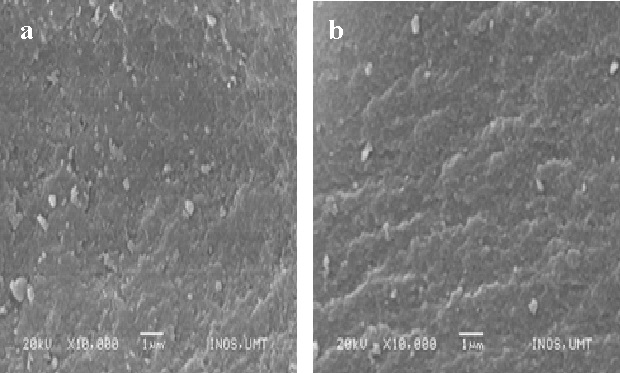 a
20kV X10,000 1µm INOS,UMT
b
20kV X10,000 1µm INOS,UMT